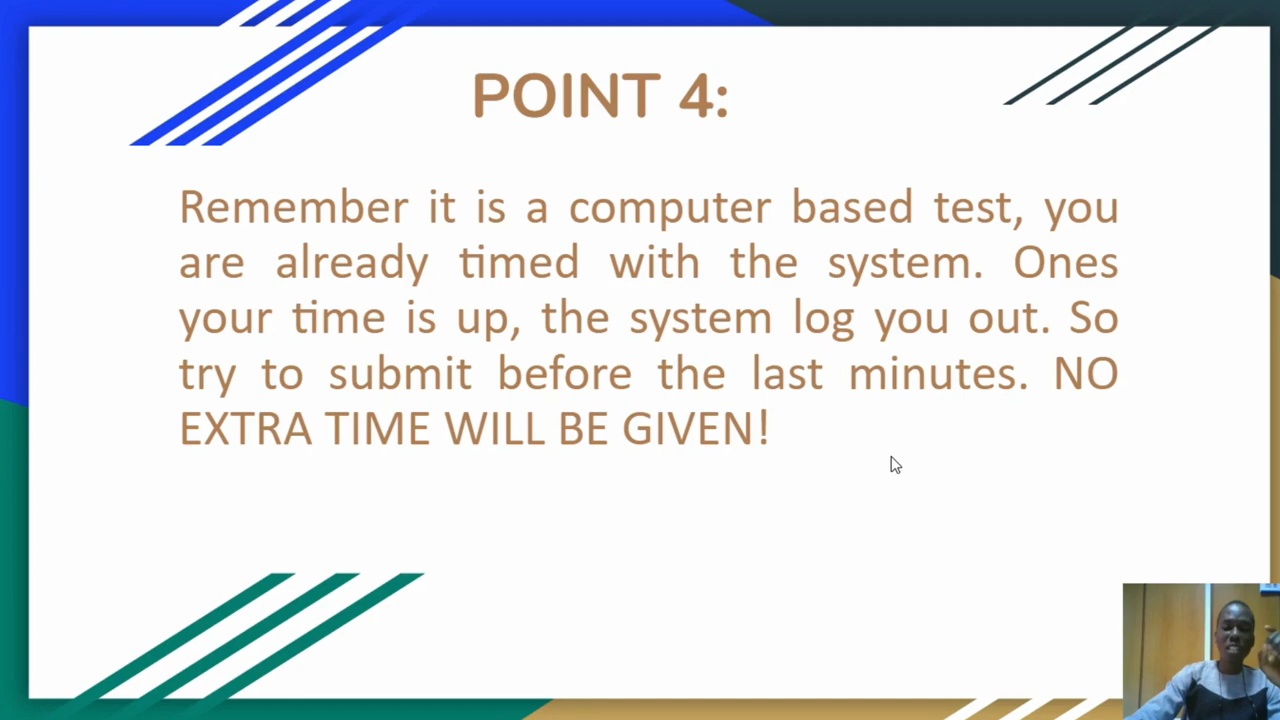 POINT 4:
Remember it is a computer based test, you
are already timed with the system. Ones
your time is up, the system log you out. So
try to submit before the last minutes. NO
EXTRA TIME WILL BE GIVEN!